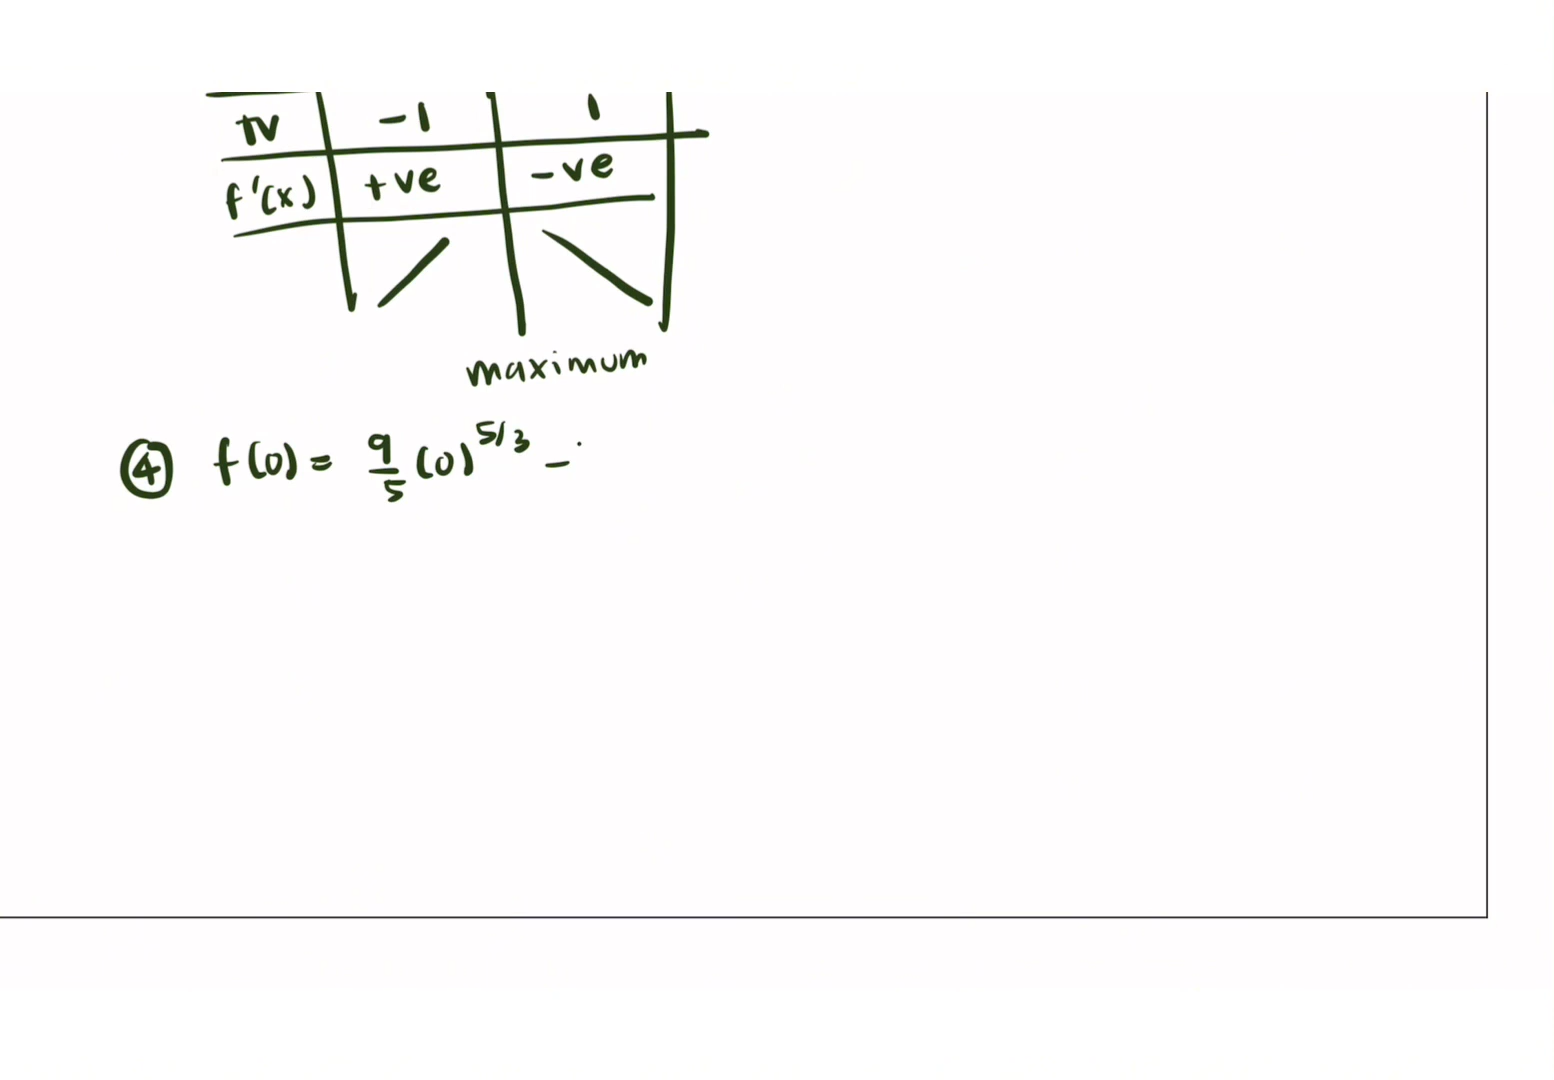 TV -1 1
f'(x) +ve -ve
maximum
④ f(0) = 9/5 (0)^5/3 -